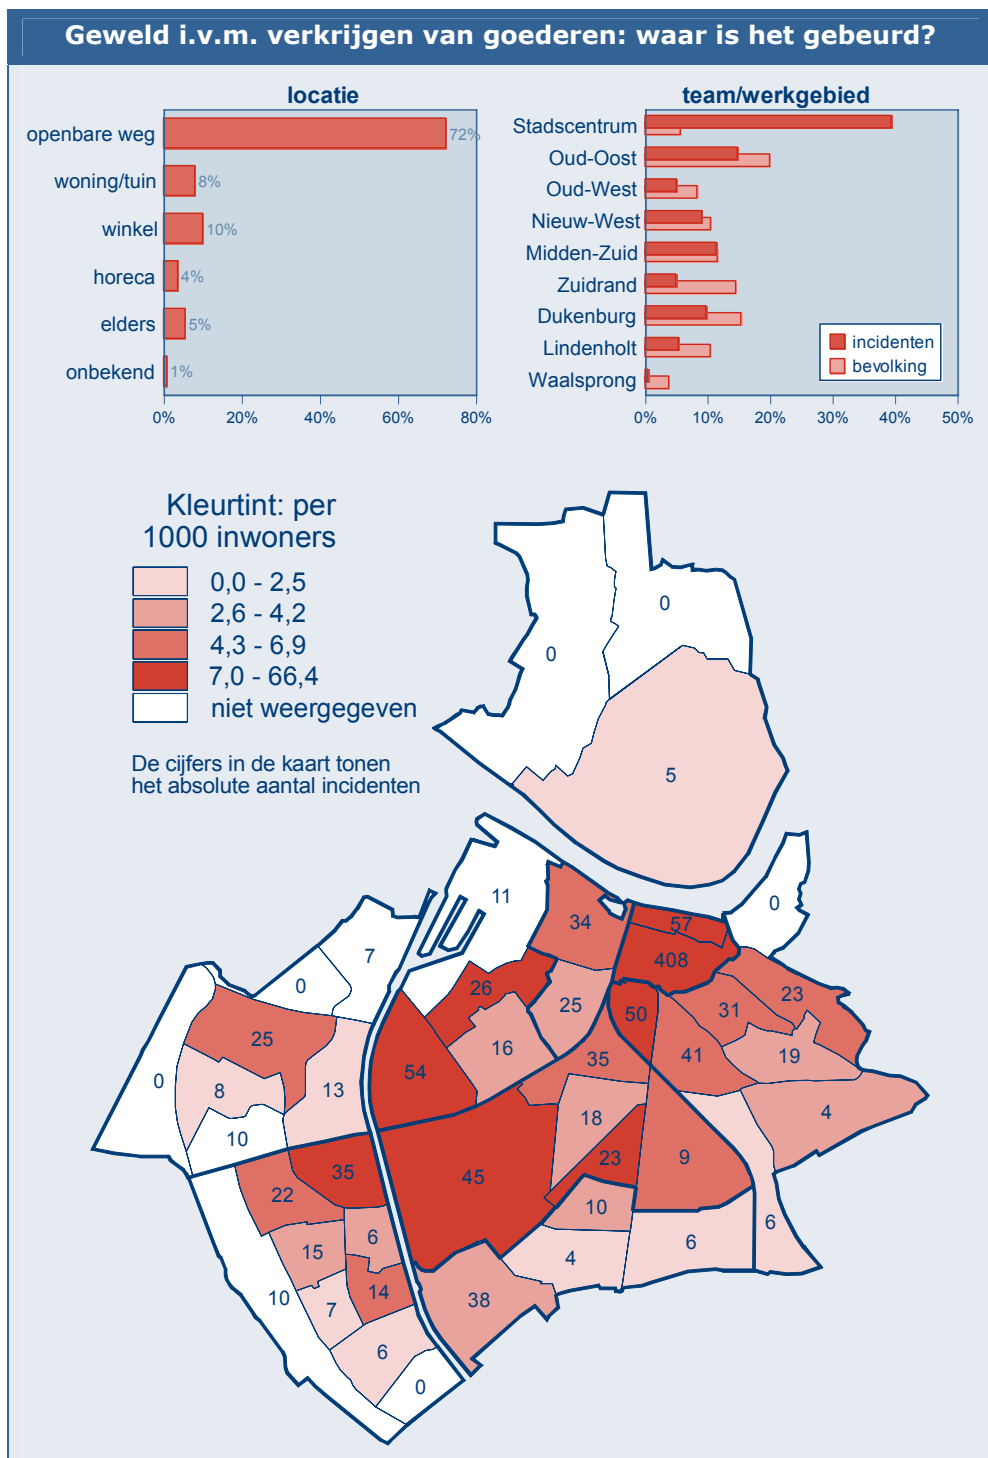 Geweld i.v.m. verkrijgen van goederen: waar is het gebeurd?
locatie
openbare weg
72%
woning/tuin
8%
winkel
10%
horeca
4%
elders
5%
onbekend
1%
0% 20% 40% 60% 80%
team/werkgebied
Stadscentrum
Oud-Oost
Oud-West
Nieuw-West
Midden-Zuid
Zuidrand
Dukenburg
Lindenholt
Waalsprong
incidenten
bevolking
0% 10% 20% 30% 40% 50%
Kleurtint: per
1000 inwoners
0,0 - 2,5
2,6 - 4,2
4,3 - 6,9
7,0 - 66,4
niet weergegeven
De cijfers in de kaart tonen
het absolute aantal incidenten
0
0
5
11
0
34
57
7
408
0
26
23
25
50
31
25
16
35
41
19
54
0
8
13
18
4
10
35
23
9
45
22
10
6
15
6
6
4
10
14
7
38
6
0